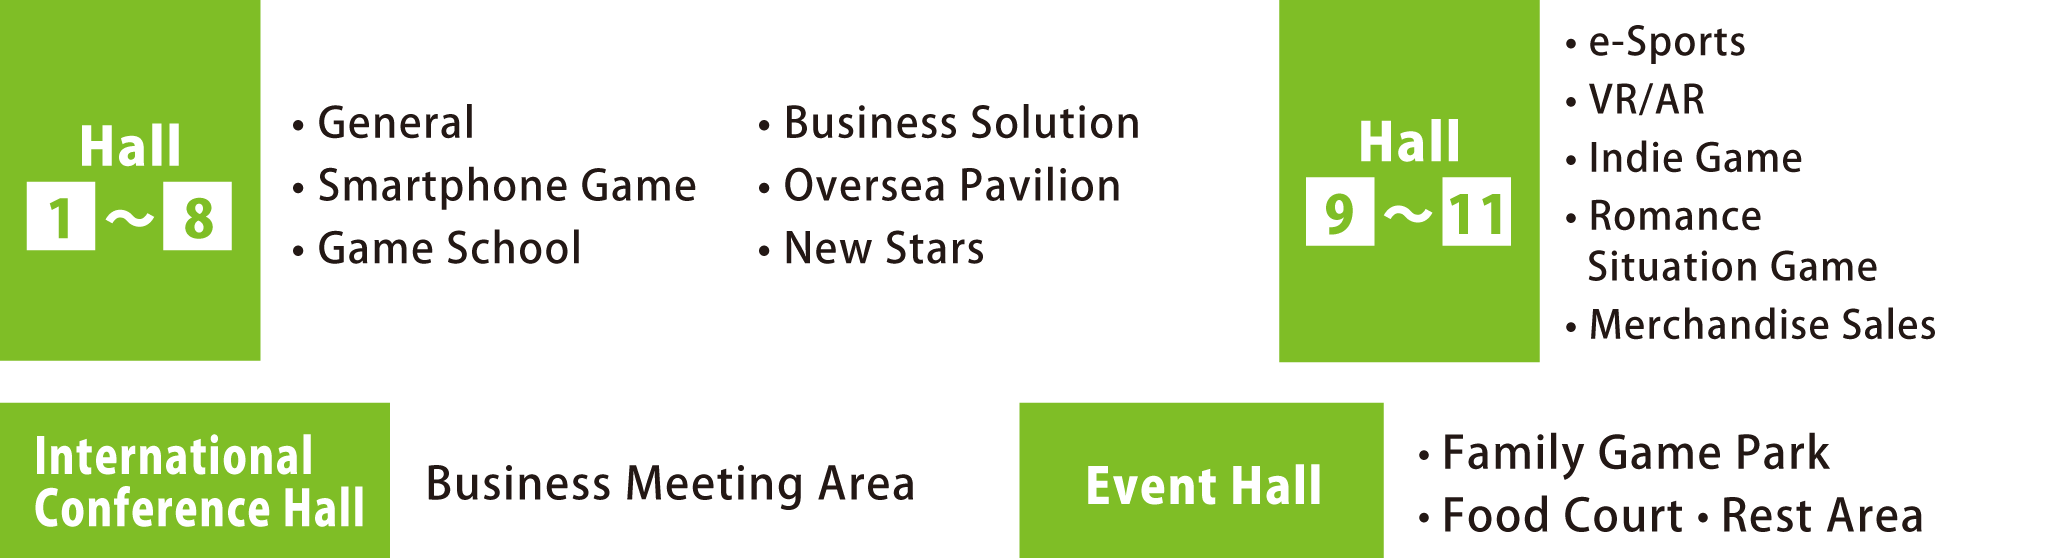 Hall
1～8
• General
• Smartphone Game
• Game School
• Business Solution
• Oversea Pavilion
• New Stars
Hall
9～11
• e-Sports
• VR/AR
• Indie Game
• Romance
Situation Game
• Merchandise Sales
International
Conference Hall
Business Meeting Area
Event Hall
• Family Game Park
• Food Court • Rest Area